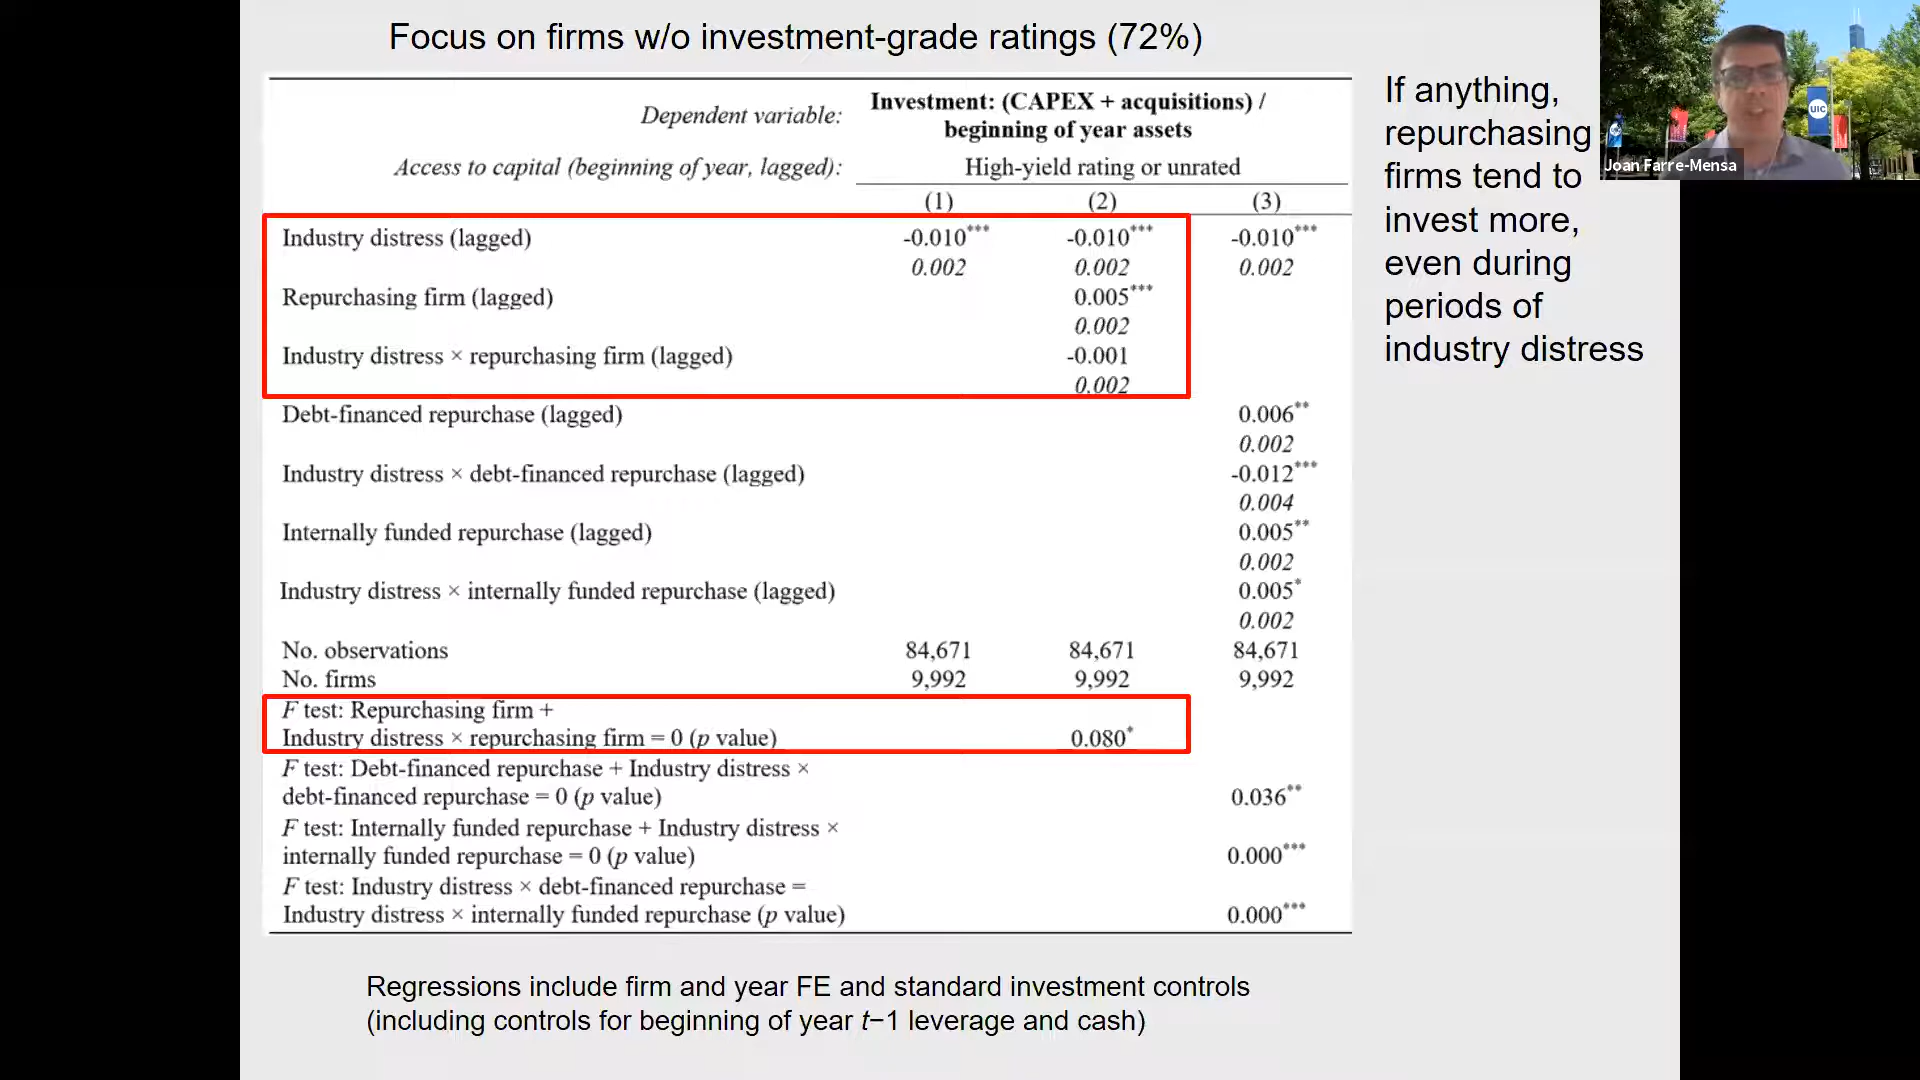 Focus on firms w/o investment-grade ratings (72%)
Dependent variable: Investment: (CAPEX + acquisitions) /
beginning of year assets
Access to capital (beginning of year, lagged): High-yield rating or unrated
(1) (2) (3)
Industry distress (lagged) -0.010*** -0.010*** -0.010***
0.002 0.002 0.002
Repurchasing firm (lagged) 0.005***
0.002
Industry distress × repurchasing firm (lagged) -0.001
0.002
Debt-financed repurchase (lagged) 0.006**
0.002
Industry distress × debt-financed repurchase (lagged) -0.012***
0.004
Internally funded repurchase (lagged) 0.005**
0.002
Industry distress × internally funded repurchase (lagged) 0.005*
0.002
No. observations 84,671 84,671 84,671
No. firms 9,992 9,992 9,992
F test: Repurchasing firm +
Industry distress × repurchasing firm = 0 (p value) 0.080*
F test: Debt-financed repurchase + Industry distress ×
debt-financed repurchase = 0 (p value) 0.036**
F test: Internally funded repurchase + Industry distress ×
internally funded repurchase = 0 (p value) 0.000***
F test: Industry distress × debt-financed repurchase =
Industry distress × internally funded repurchase (p value) 0.000***
Regressions include firm and year FE and standard investment controls
(including controls for beginning of year t−1 leverage and cash)
If anything,
repurchasing
firms tend to
invest more,
even during
periods of
industry distress
UIC
Joan Farre-Mensa